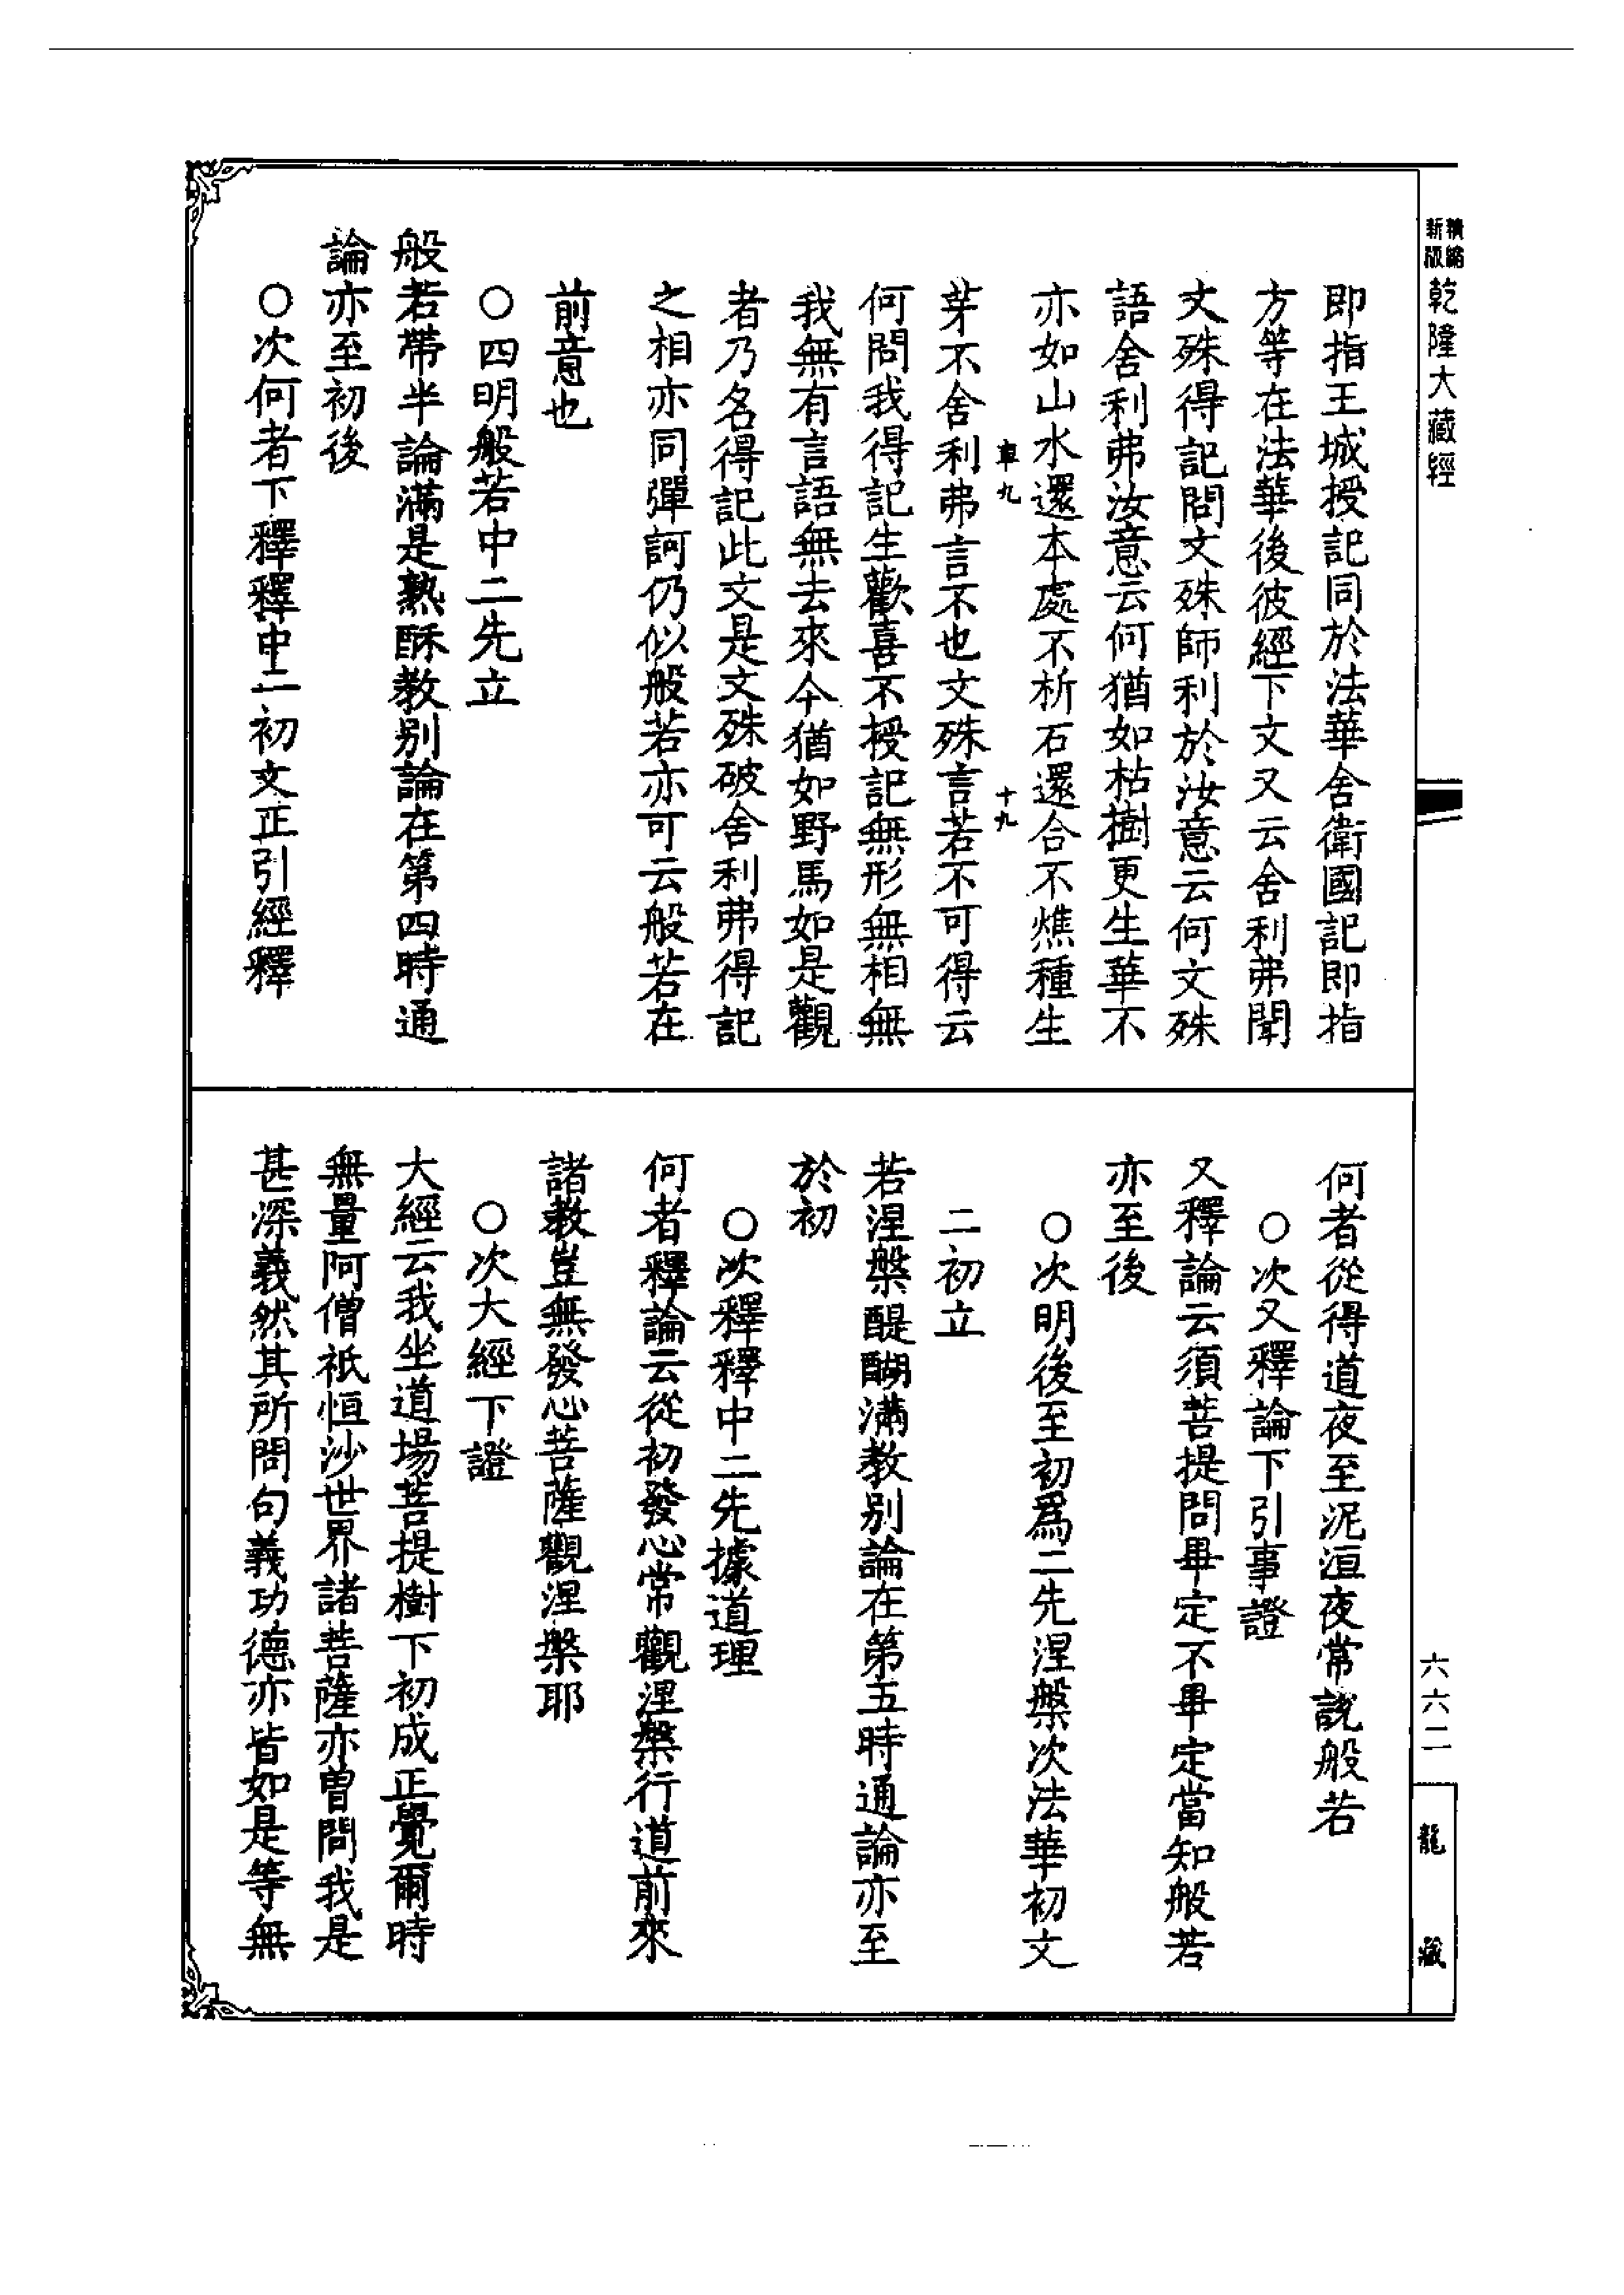 精縮
新版
乾隆大藏經
即指王城授記同於法華舍衛國記即指
方等在法華後彼經下文又云舍利弗聞
文殊得記問文殊師利於汝意云何文殊
語舍利弗汝意云何猶如枯樹更生華不
亦如山水還本處不析石還合不燋種生
車九
十九
芽不舍利弗言不也文殊言若不可得云
何問我得記生歡喜不授記無形無相無
我無有言語無去來今猶如野馬如是觀
者乃名得記此文是文殊破舍利弗得記
之相亦同彈訶仍似般若亦可云般若在
前意也
○四明般若中二先立
般若帶半論滿是熟酥教別論在第四時通
論亦至初後
○次何者下釋釋中二初文正引經釋
何者從得道夜至泥洹夜常說般若
○次又釋論下引事證
又釋論云須菩提問畢定不畢定當知般若
亦至後
○次明後至初爲二先涅槃次法華初文
二初立
若涅槃醍醐滿教別論在第五時通論亦至
於初
○次釋釋中二先據道理
何者釋論云從初發心常觀涅槃行道前來
諸教豈無發心菩薩觀涅槃耶
○次大經下證
大經云我坐道場菩提樹下初成正覺爾時
無量阿僧祇恒沙世界諸菩薩亦曾問我是
甚深義然其所問句義功德亦皆如是等無
六六二
龍藏